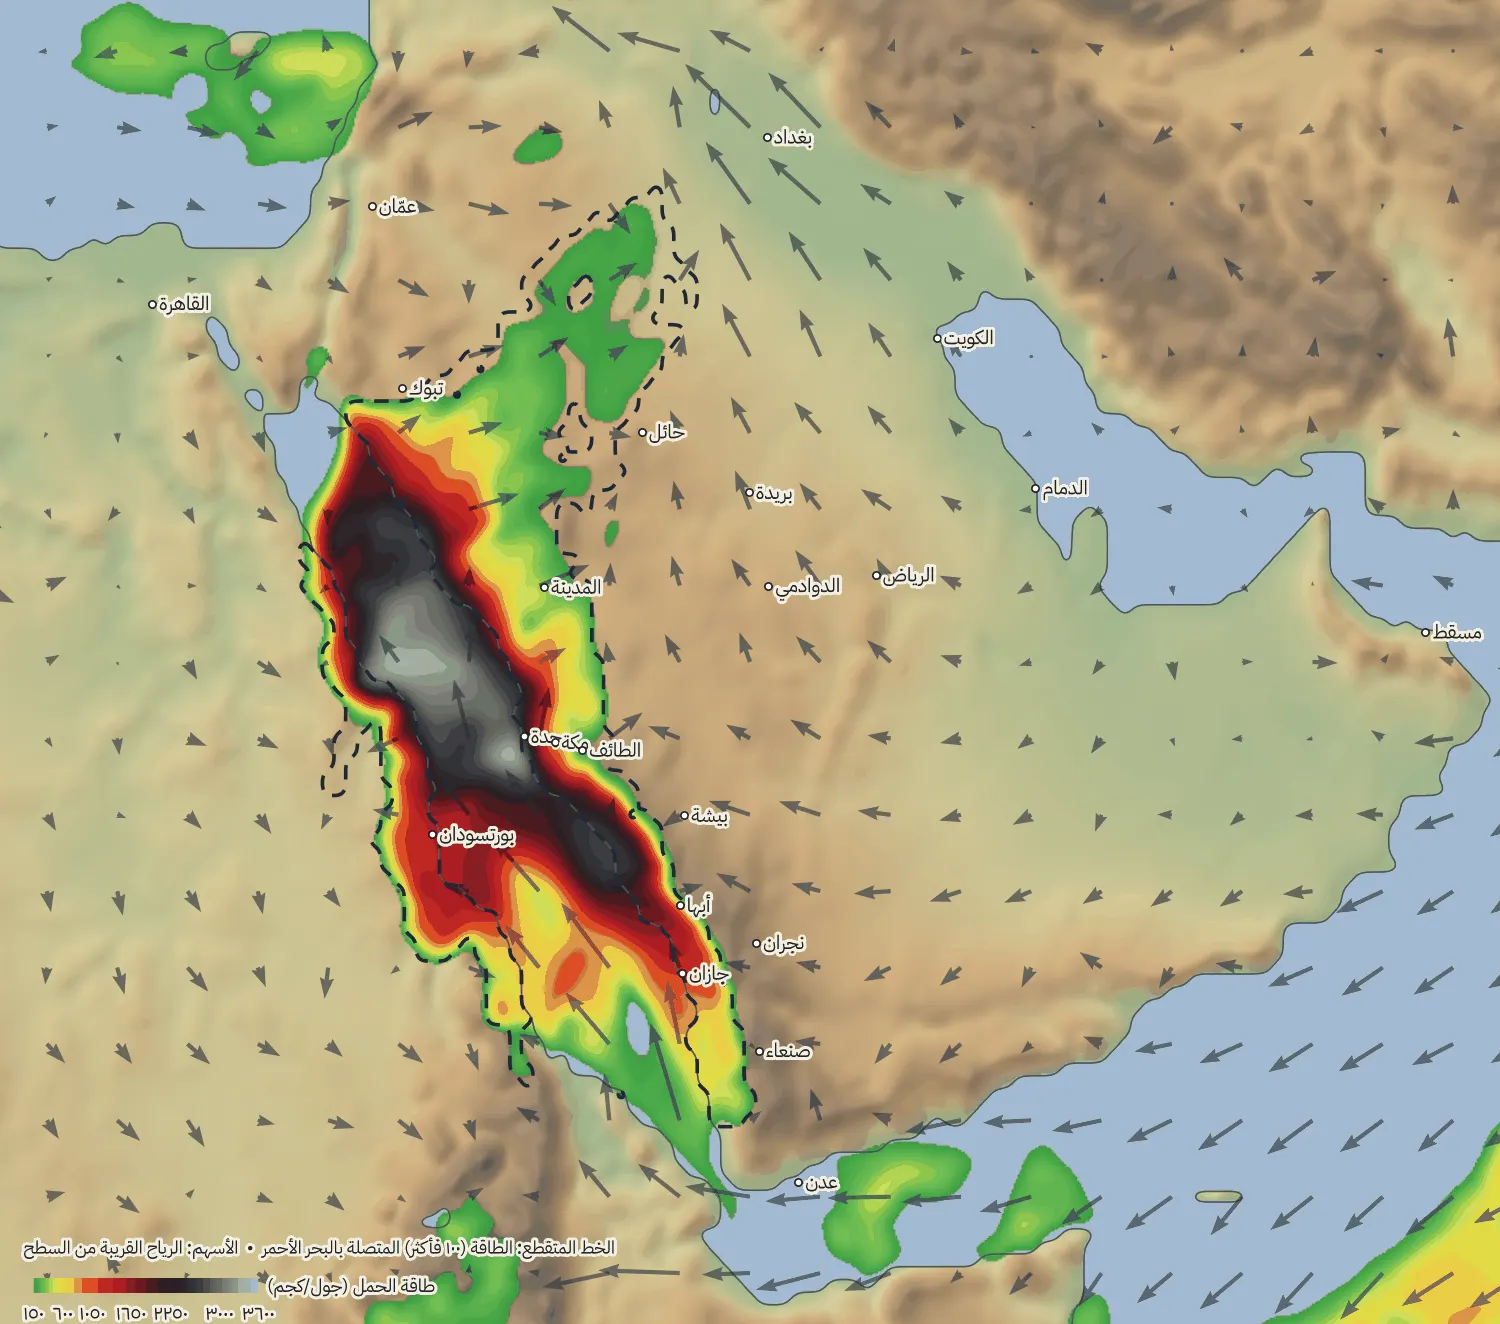 بغداد
عمّان
القاهرة
الكويت
تبوك
حائل
الدمام
بريدة
الرياض
الدوادمي
المدينة
مسقط
جدة
مكة
الطائف
بيشة
بورتسودان
أبها
نجران
جازان
صنعاء
عدن
الخط المتقطع: الطاقة (١٠٠ فأكثر) المتصلة بالبحر الأحمر • الأسهم: الرياح القريبة من السطح
طاقة الحمل (جول/كجم)
١٥٠ ٦٠٠ ١٠٥٠ ١٦٥٠ ٢٢٥٠ ٣٠٠٠ ٣٦٠٠